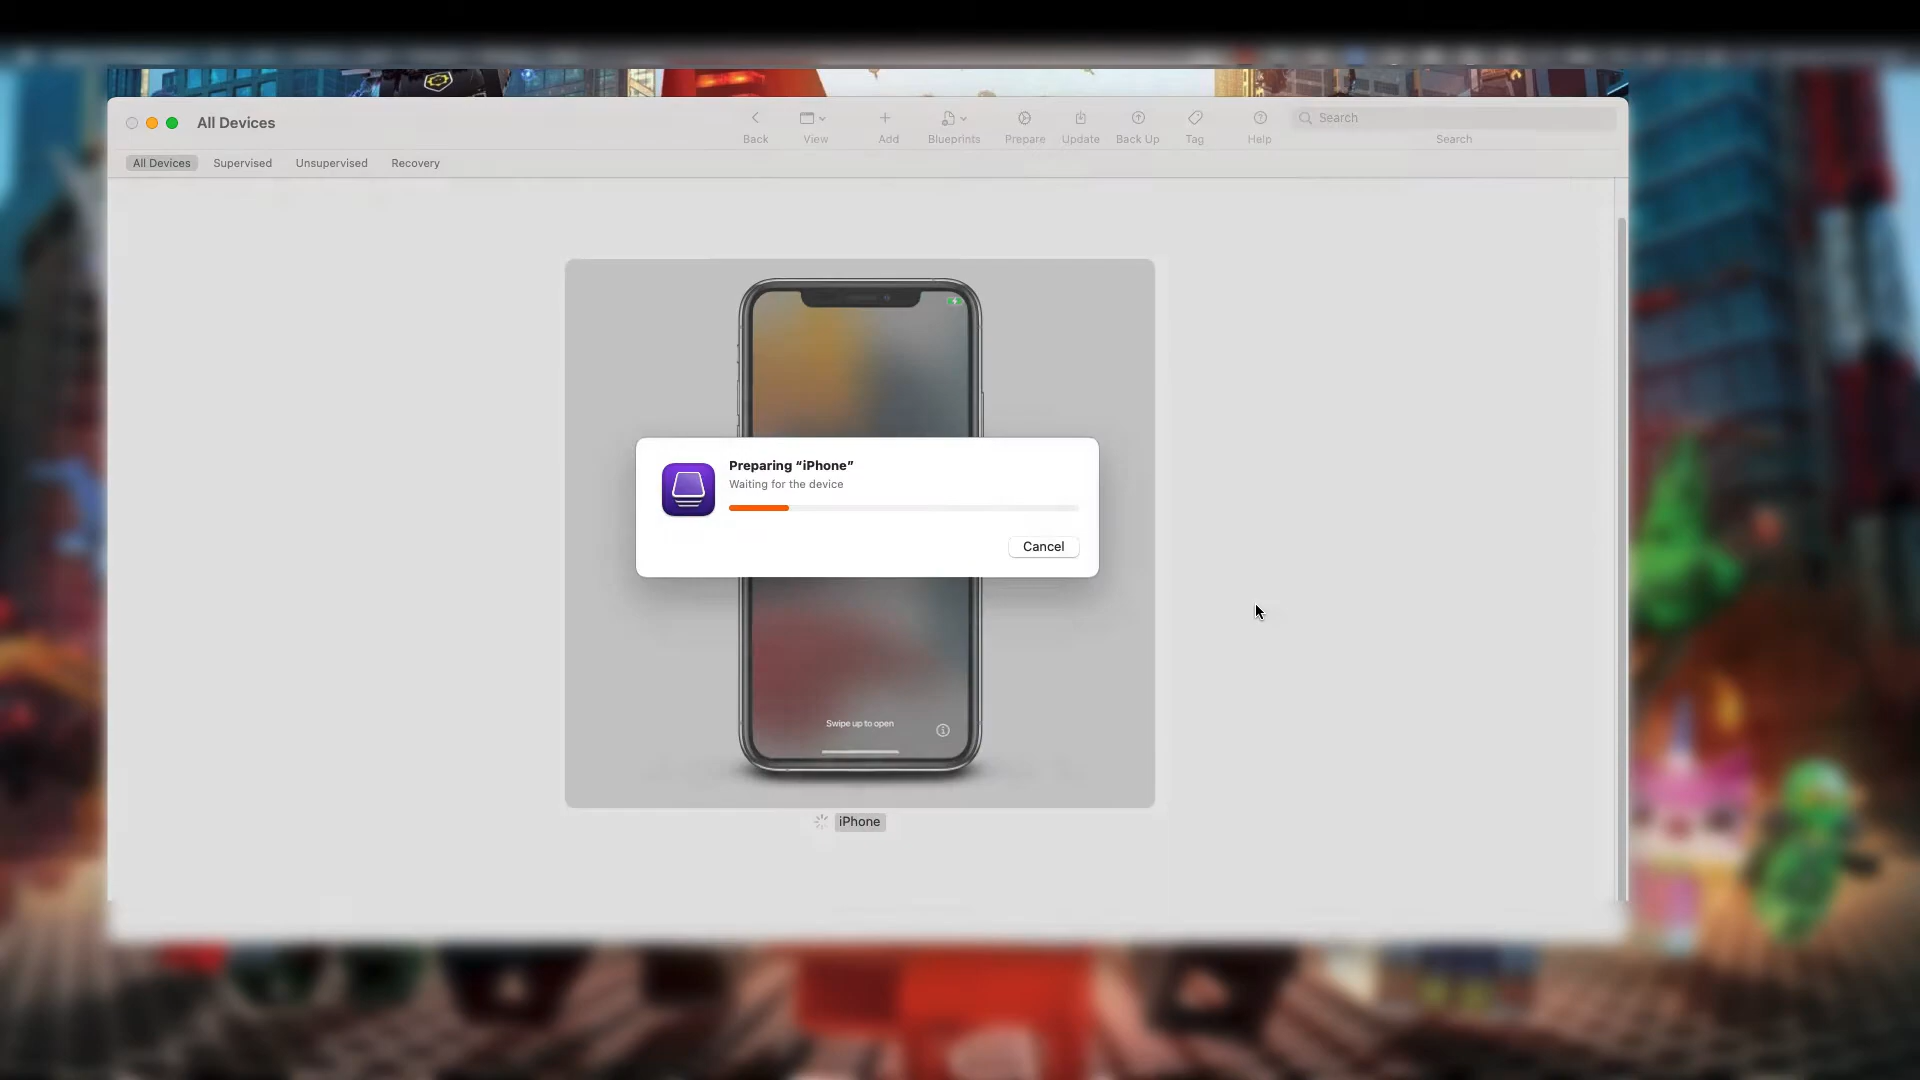 All Devices
Back
View
Add
Blueprints
Prepare
Update
Back Up
Tag
Help
Search
Search
All Devices
Supervised
Unsupervised
Recovery
Preparing “iPhone”
Waiting for the device
Cancel
Swipe up to open
iPhone